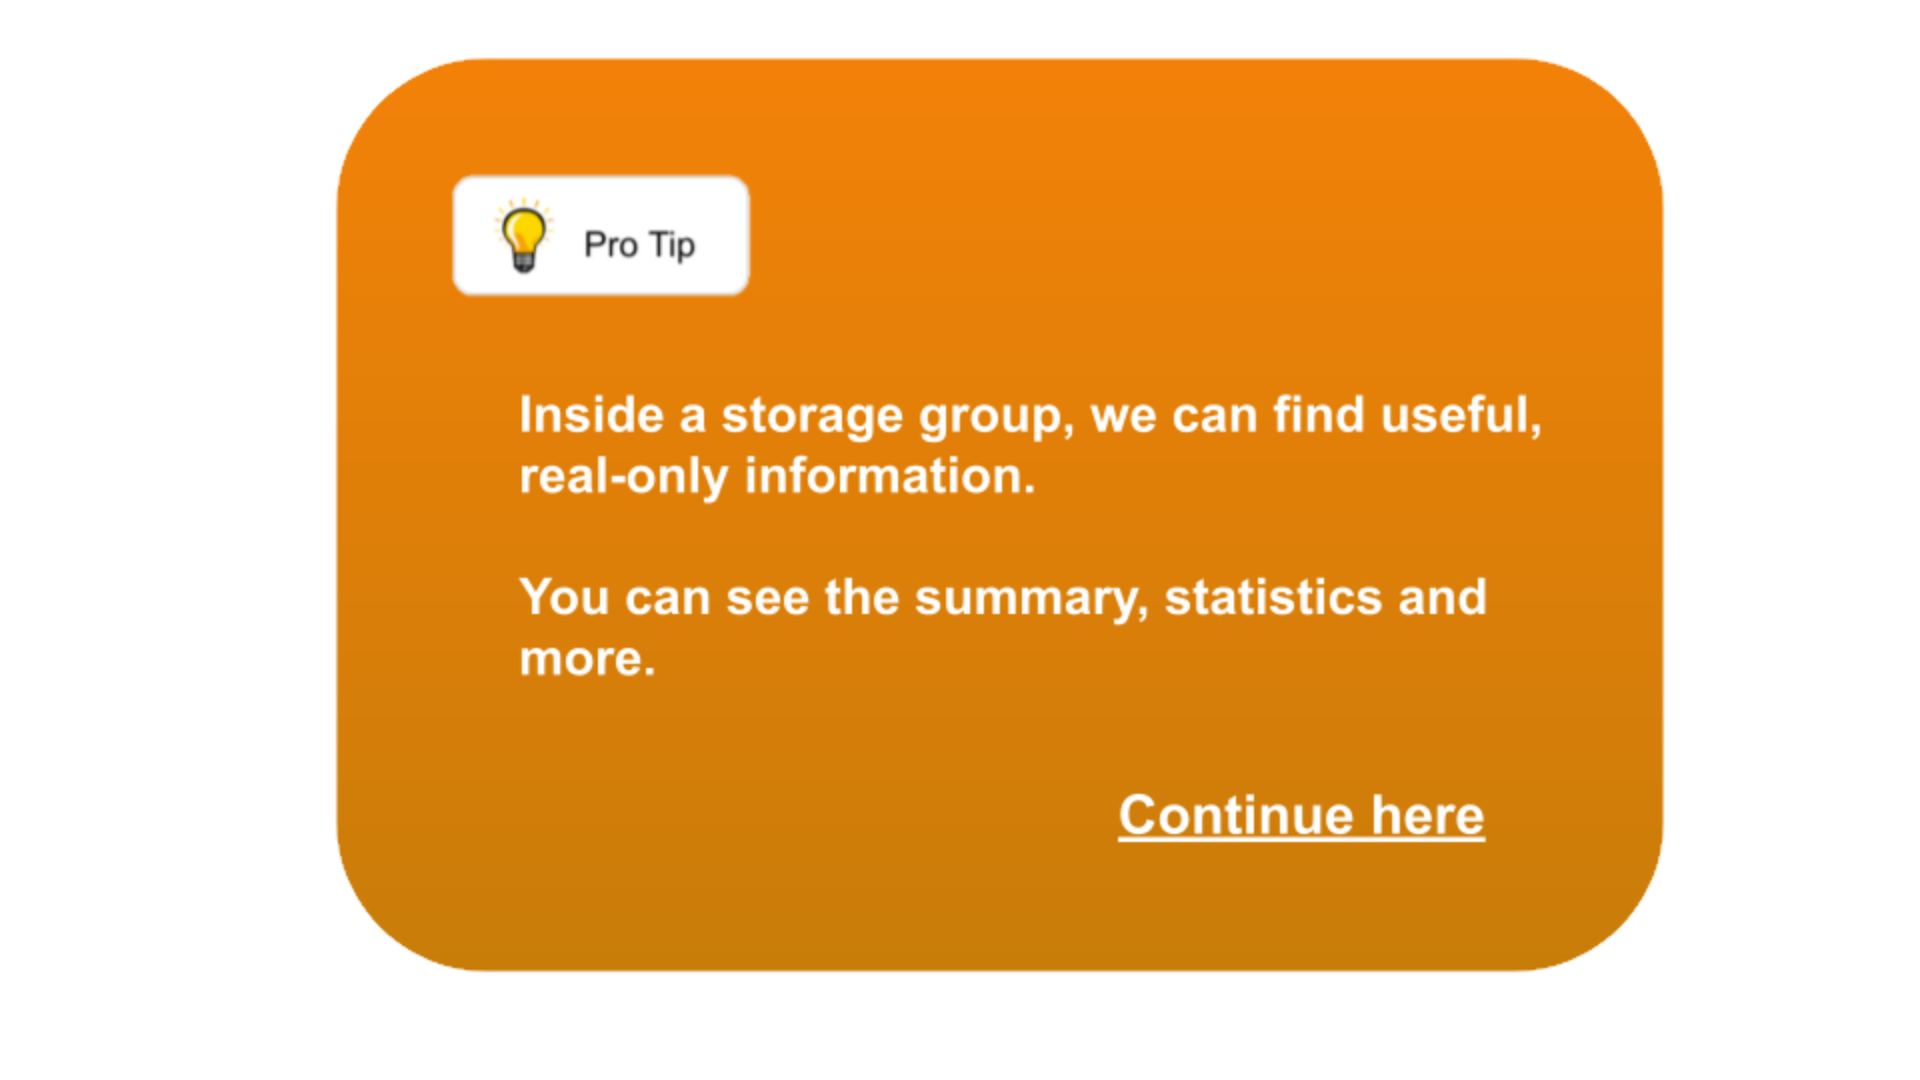 Pro Tip
Inside a storage group, we can find useful,
real-only information.
You can see the summary, statistics and
more.
Continue here